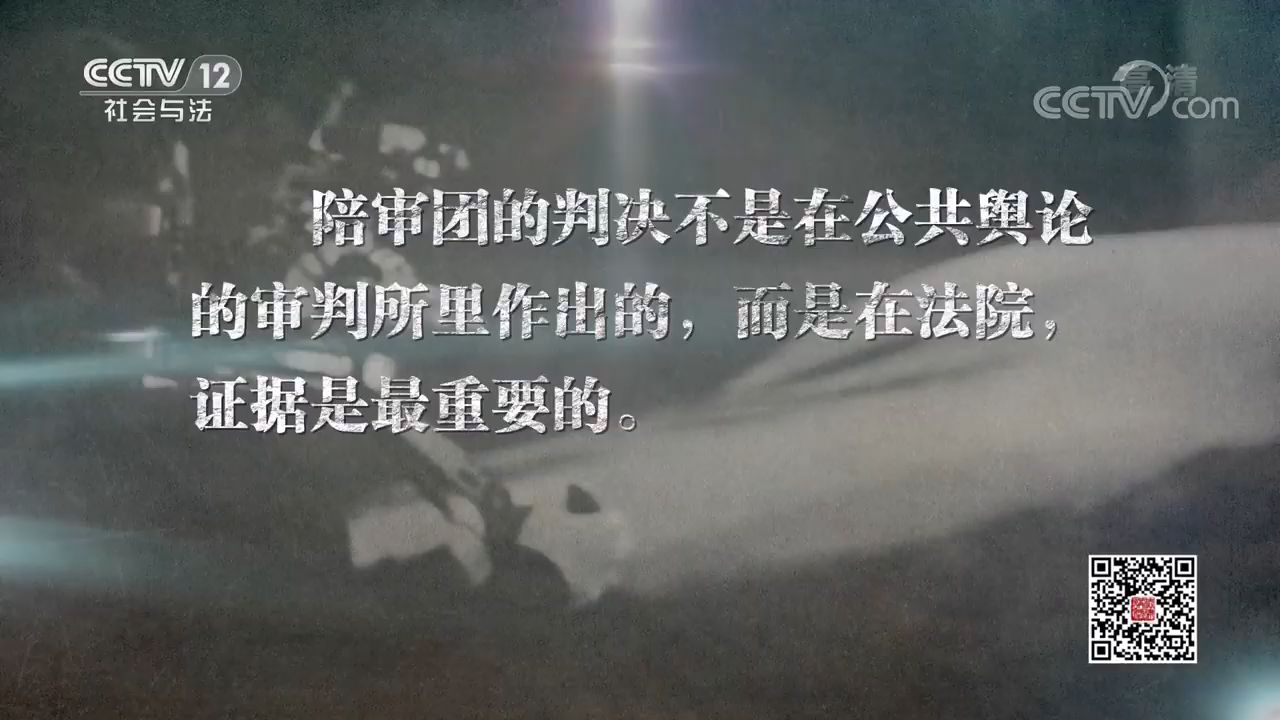 CCTV 12
社会与法
高清
CCTV com
陪审团的判决不是在公共舆论
的审判所里作出的，而是在法院，
证据是最重要的。